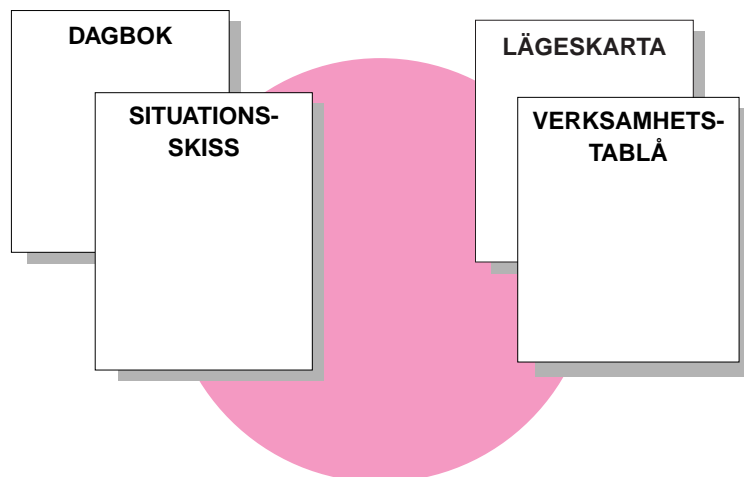 DAGBOK
SITUATIONS-
SKISS
LÄGESKARTA
VERKSAMHETS-
TABLÅ